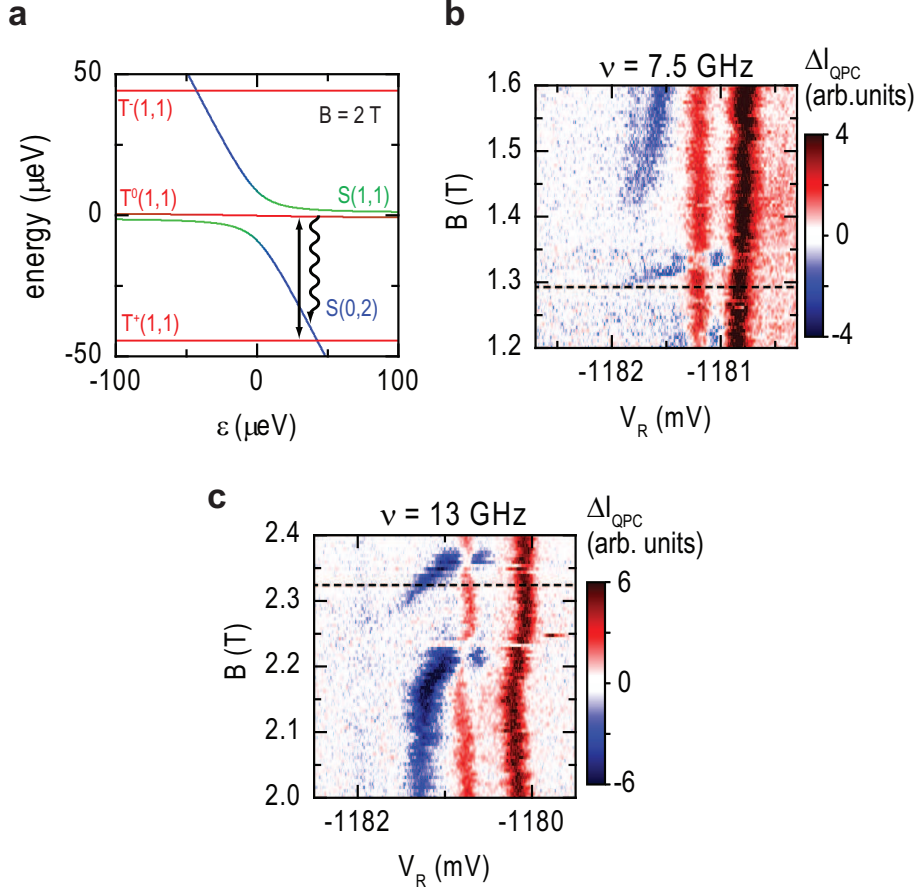 a
50
0
-50
-100
0
100
energy (μeV)
ε (μeV)
T⁻(1,1)
B = 2 T
T⁰(1,1)
S(1,1)
S(0,2)
T⁺(1,1)
b
ν = 7.5 GHz
ΔI_QPC
(arb.units)
1.6
1.5
1.4
1.3
1.2
B (T)
-1182
-1181
V_R (mV)
4
0
-4
c
ν = 13 GHz
ΔI_QPC
(arb. units)
2.4
2.3
2.2
2.1
2.0
B (T)
-1182
-1180
V_R (mV)
6
0
-6